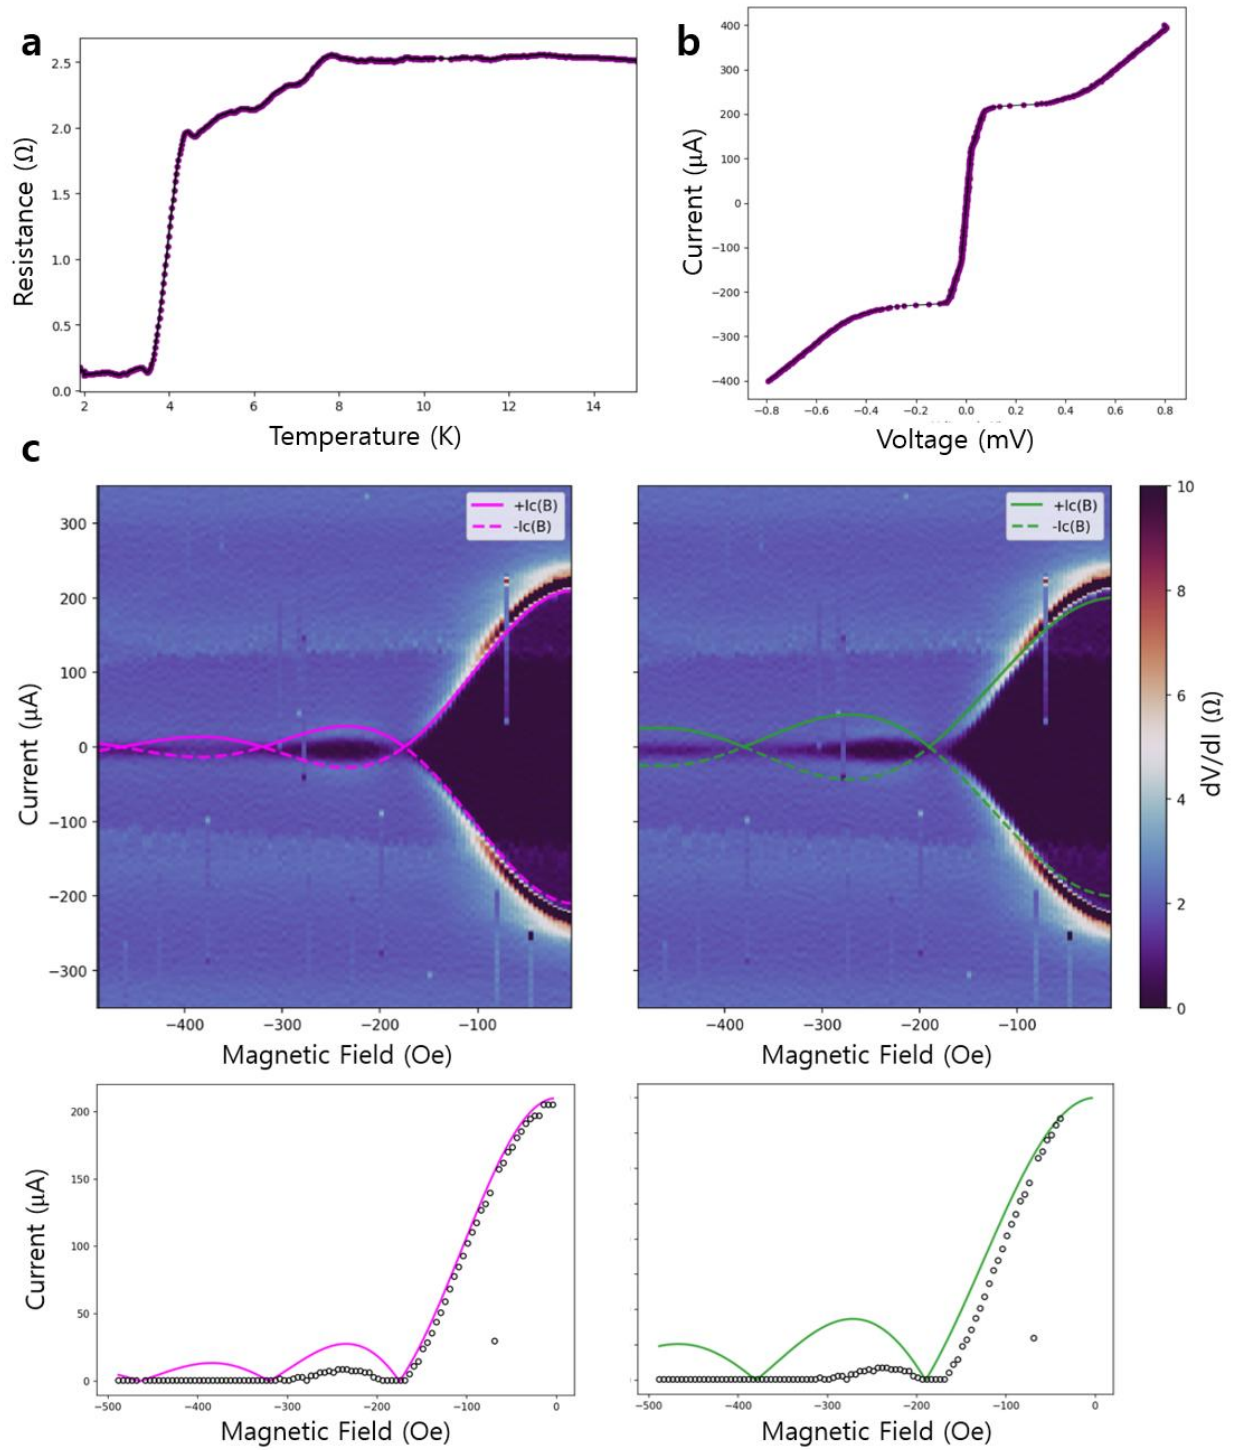 a
2.5
2.0
1.5
1.0
0.5
0.0
Resistance (Ω)
2 4 6 8 10 12 14
Temperature (K)
b
400
300
200
100
0
−100
−200
−300
−400
Current (µA)
−0.8 −0.6 −0.4 −0.2 0.0 0.2 0.4 0.6 0.8
Voltage (mV)
c
+Ic(B)
-Ic(B)
300
200
100
0
−100
−200
−300
Current (µA)
−400 −300 −200 −100
Magnetic Field (Oe)
+Ic(B)
-Ic(B)
−400 −300 −200 −100
Magnetic Field (Oe)
10
8
6
4
2
0
dV/dI (Ω)
200
150
100
50
0
Current (µA)
−500 −400 −300 −200 −100 0
Magnetic Field (Oe)
−500 −400 −300 −200 −100 0
Magnetic Field (Oe)